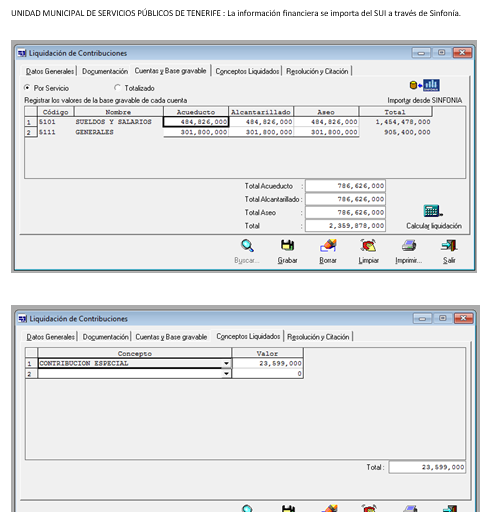 UNIDAD MUNICIPAL DE SERVICIOS PÚBLICOS DE TENERIFE : La información financiera se importa del SUI a través de Sinfonía.
Liquidación de Contribuciones
Datos Generales Documentación Cuentas y Base gravable Conceptos Liquidados Resolución y Citación
Por Servicio Totalizado
Registrar los valores de la base gravable de cada cuenta Importar desde SINFONIA
Código Nombre Acueducto Alcantarillado Aseo Total
1 5101 SUELDOS Y SALARIOS 484,826,000 484,826,000 484,826,000 1,454,478,000
2 5111 GENERALES 301,800,000 301,800,000 301,800,000 905,400,000
Total Acueducto : 786,626,000
Total Alcantarillado : 786,626,000
Total Aseo : 786,626,000
Total : 2,359,878,000 Calcular liquidación
Buscar... Grabar Borrar Limpiar Imprimir... Salir
Liquidación de Contribuciones
Datos Generales Documentación Cuentas y Base gravable Conceptos Liquidados Resolución y Citación
Concepto Valor
1 CONTRIBUCION ESPECIAL 23,599,000
2 0
Total : 23,599,000